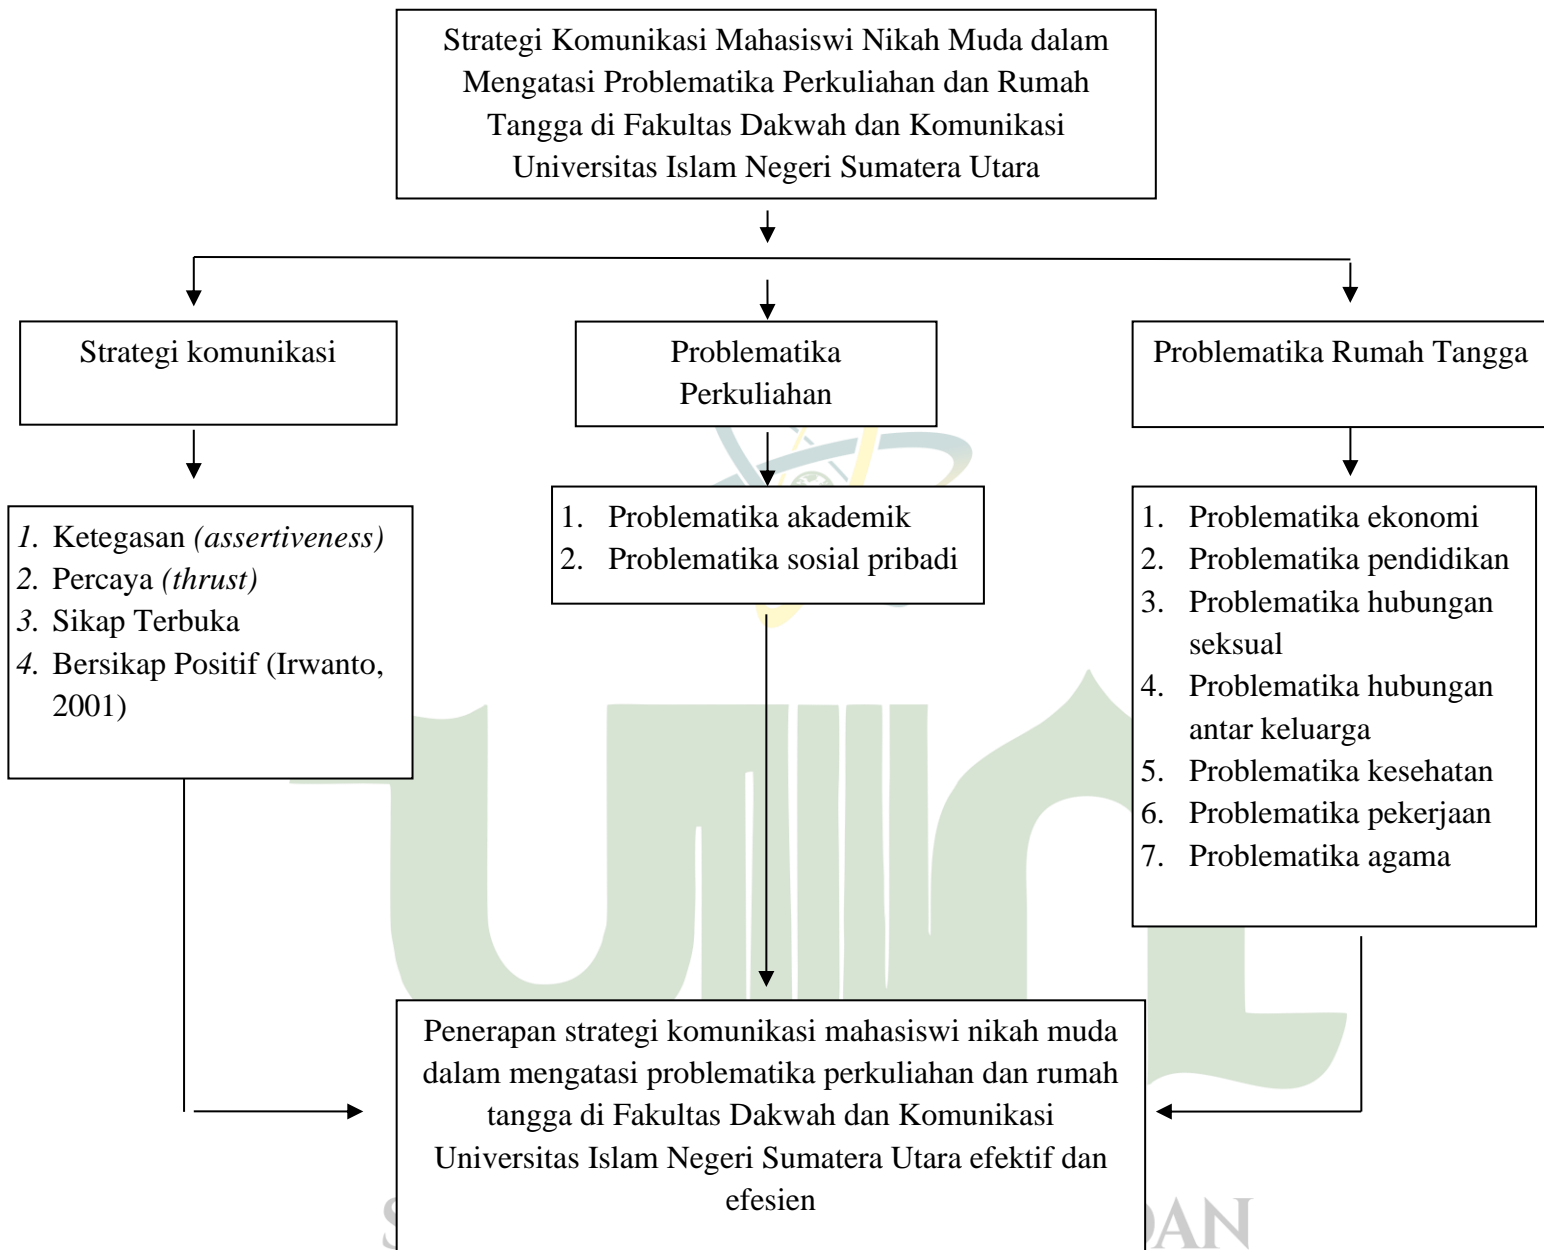 Strategi Komunikasi Mahasiswi Nikah Muda dalam
Mengatasi Problematika Perkuliahan dan Rumah
Tangga di Fakultas Dakwah dan Komunikasi
Universitas Islam Negeri Sumatera Utara
Strategi komunikasi
Problematika
Perkuliahan
Problematika Rumah Tangga
1. Ketegasan (assertiveness)
2. Percaya (thrust)
3. Sikap Terbuka
4. Bersikap Positif (Irwanto,
2001)
1. Problematika akademik
2. Problematika sosial pribadi
1. Problematika ekonomi
2. Problematika pendidikan
3. Problematika hubungan
seksual
4. Problematika hubungan
antar keluarga
5. Problematika kesehatan
6. Problematika pekerjaan
7. Problematika agama
Penerapan strategi komunikasi mahasiswi nikah muda
dalam mengatasi problematika perkuliahan dan rumah
tangga di Fakultas Dakwah dan Komunikasi
Universitas Islam Negeri Sumatera Utara efektif dan
efesien